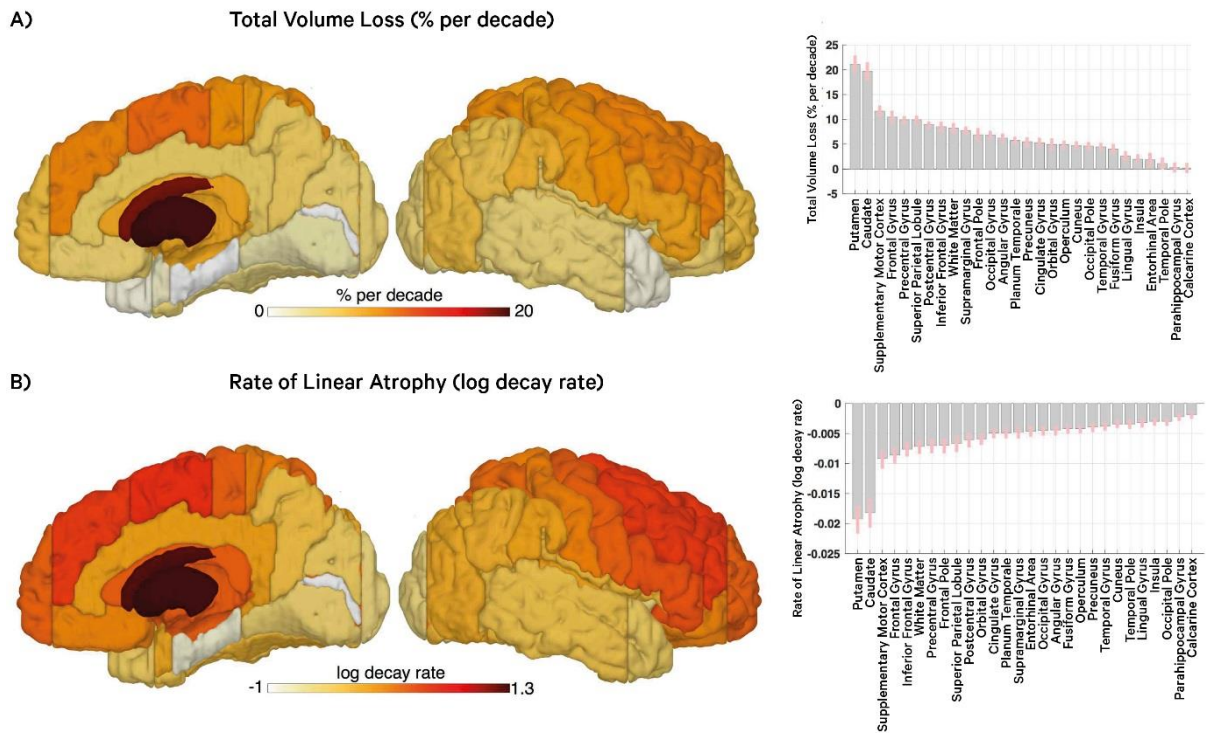 A)
Total Volume Loss (% per decade)
0
% per decade
20
Total Volume Loss (% per decade)
25
20
15
10
5
0
-5
Putamen
Caudate
Supplementary Motor Cortex
Frontal Gyrus
Precentral Gyrus
Superior Parietal Lobule
Postcentral Gyrus
Inferior Frontal Gyrus
White Matter
Supramarginal Gyrus
Frontal Pole
Occipital Gyrus
Angular Gyrus
Planum Temporale
Precuneus
Cingulate Gyrus
Orbital Gyrus
Operculum
Cuneus
Occipital Pole
Temporal Gyrus
Fusiform Gyrus
Lingual Gyrus
Insula
Entorhinal Area
Temporal Pole
Parahippocampal Gyrus
Calcarine Cortex
B)
Rate of Linear Atrophy (log decay rate)
-1
log decay rate
1.3
Rate of Linear Atrophy (log decay rate)
0
-0.005
-0.01
-0.015
-0.02
-0.025
Putamen
Caudate
Supplementary Motor Cortex
Frontal Gyrus
Inferior Frontal Gyrus
White Matter
Precentral Gyrus
Frontal Pole
Superior Parietal Lobule
Postcentral Gyrus
Orbital Gyrus
Cingulate Gyrus
Planum Temporale
Supramarginal Gyrus
Entorhinal Area
Occipital Gyrus
Angular Gyrus
Fusiform Gyrus
Operculum
Precuneus
Temporal Gyrus
Cuneus
Temporal Pole
Lingual Gyrus
Insula
Occipital Pole
Parahippocampal Gyrus
Calcarine Cortex